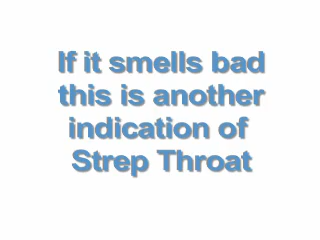 If it smells bad
this is another
indication of
Strep Throat